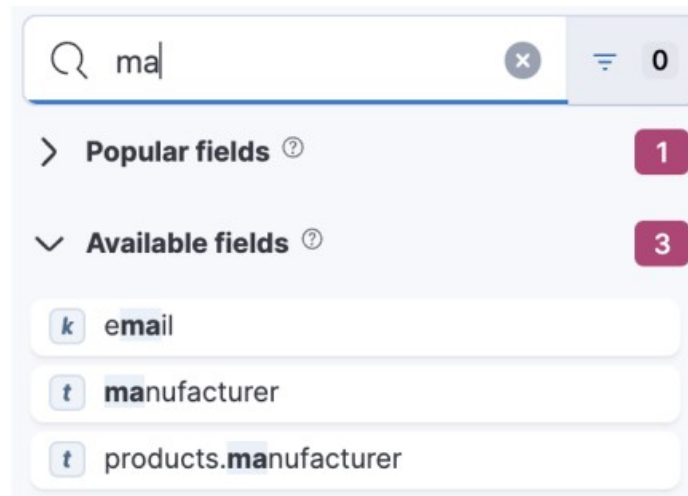 ma 0
Popular fields ? 1
Available fields ? 3
k email
t manufacturer
t products.manufacturer